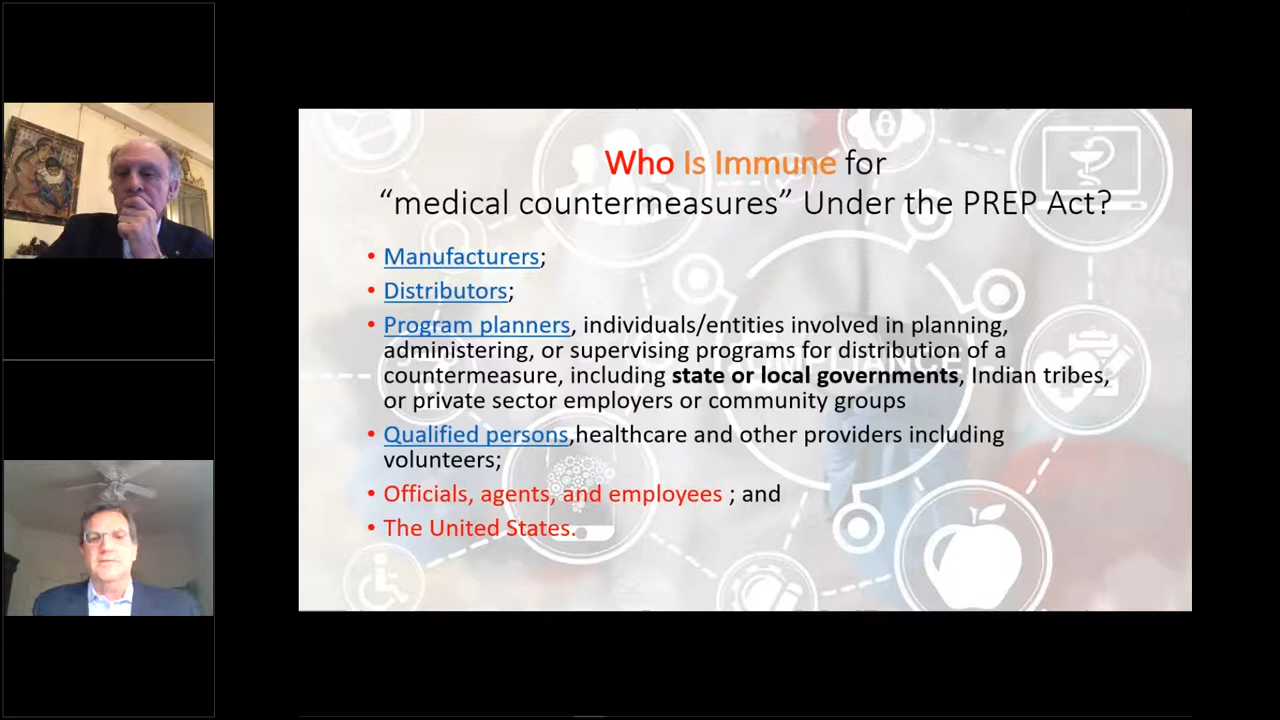 Who Is Immune for
“medical countermeasures” Under the PREP Act?
• Manufacturers;
• Distributors;
• Program planners, individuals/entities involved in planning,
administering, or supervising programs for distribution of a
countermeasure, including state or local governments, Indian tribes,
or private sector employers or community groups
• Qualified persons,healthcare and other providers including
volunteers;
• Officials, agents, and employees ; and
• The United States.
COMPLIANCE